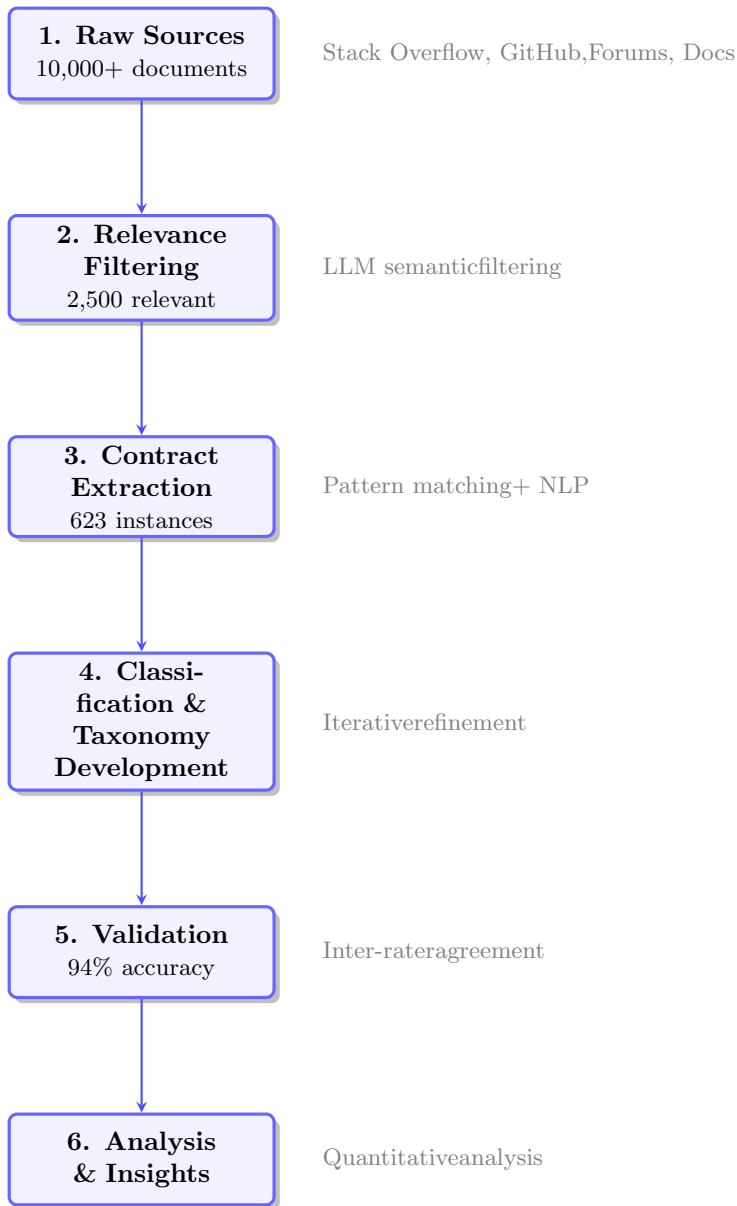 1. Raw Sources
10,000+ documents
Stack Overflow, GitHub,Forums, Docs
2. Relevance
Filtering
2,500 relevant
LLM semanticfiltering
3. Contract
Extraction
623 instances
Pattern matching+ NLP
4. Classi-
fication &
Taxonomy
Development
Iterativerefinement
5. Validation
94% accuracy
Inter-rateragreement
6. Analysis
& Insights
Quantitativeanalysis